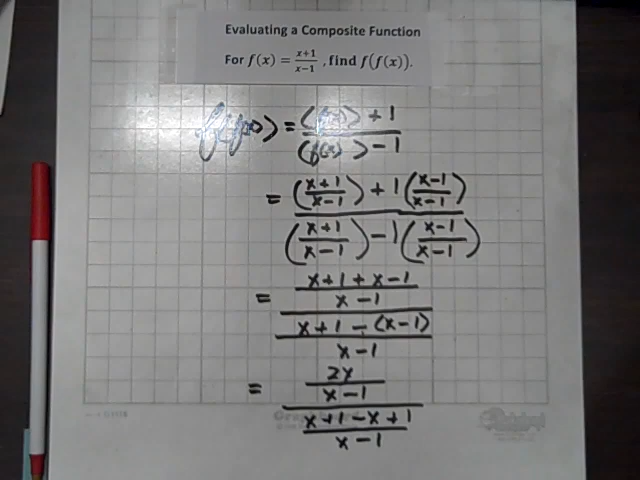 Evaluating a Composite Function
For f(x) = x+1 / x−1 , find f(f(x)).
f(f(x)) = (f(x)) + 1 / (f(x)) − 1
= (x+1 / x−1) + 1 (x−1 / x−1) / (x+1 / x−1) − 1 (x−1 / x−1)
= x+1+x−1 / x−1 / x+1−(x−1) / x−1
= 2x / x−1 / x+1−x+1 / x−1